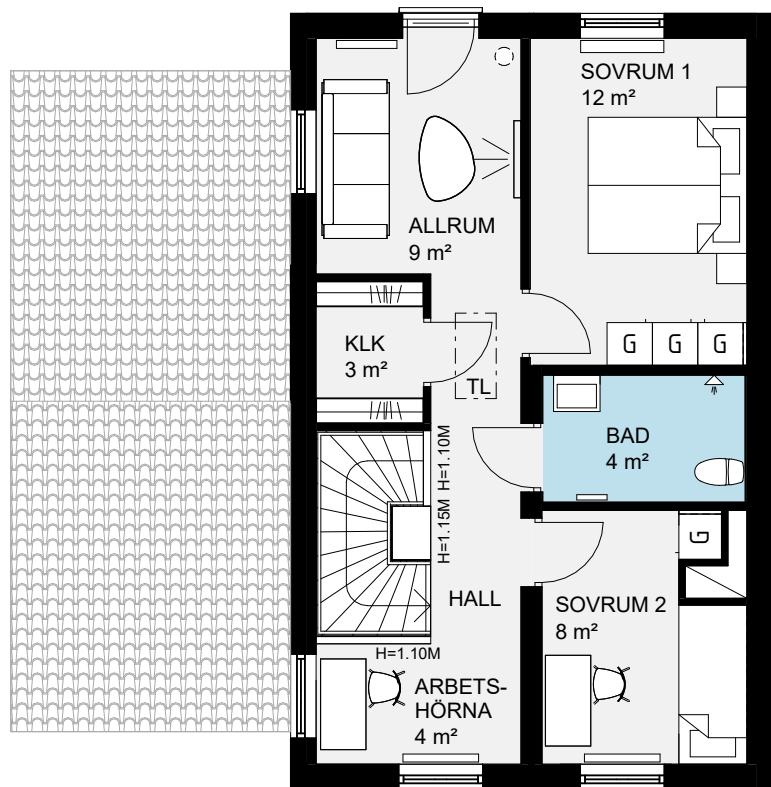 SOVRUM 1
12 m²
ALLRUM
9 m²
G G G
KLK
3 m²
TL
BAD
4 m²
H=1.10M
H=1.15M
G
HALL
SOVRUM 2
8 m²
H=1.10M
ARBETS-
HÖRNA
4 m²